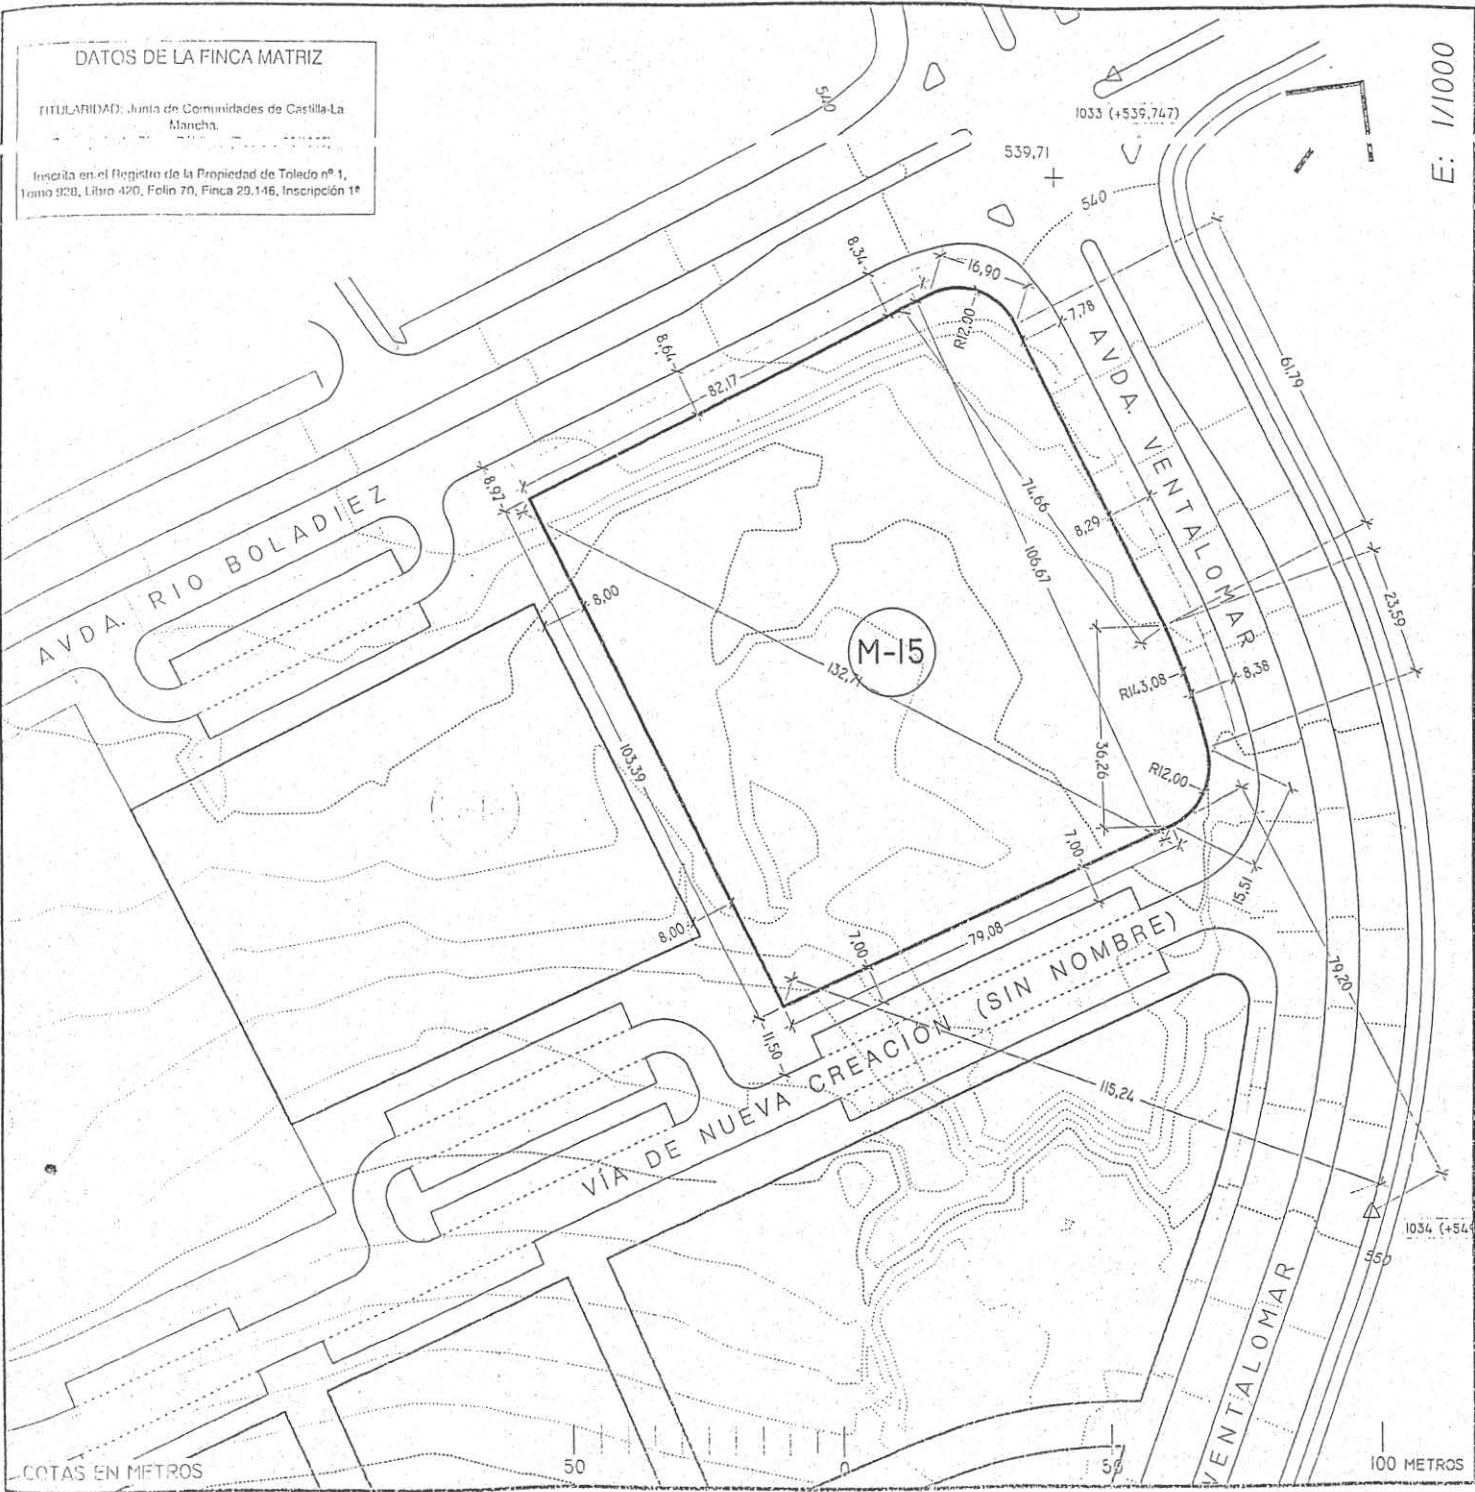 DATOS DE LA FINCA MATRIZ
TITULARIDAD: Junta de Comunidades de Castilla-La
Mancha.
Inscrita en el Registro de la Propiedad de Toledo nº 1,
Tomo 928, Libro 420, Folio 70, Finca 29.146, Inscripción 1ª
E: 1/1000
540
1033 (+539,747)
539,71
540
8,34
16,90
R12,00
7,78
8,64
82,17
61,79
AVDA. VENTALOMAR
8,97
AVDA. RIO BOLADIEZ
74,66
8,29
106,67
8,00
23,59
M-15
132,71
R143,08
8,38
103,39
36,26
R12,00
7,00
15,51
8,00
7,00
79,08
79,20
11,50
VÍA DE NUEVA CREACIÓN (SIN NOMBRE)
115,24
1034 (+54
550
VENTALOMAR
COTAS EN METROS
50
0
50
100 METROS